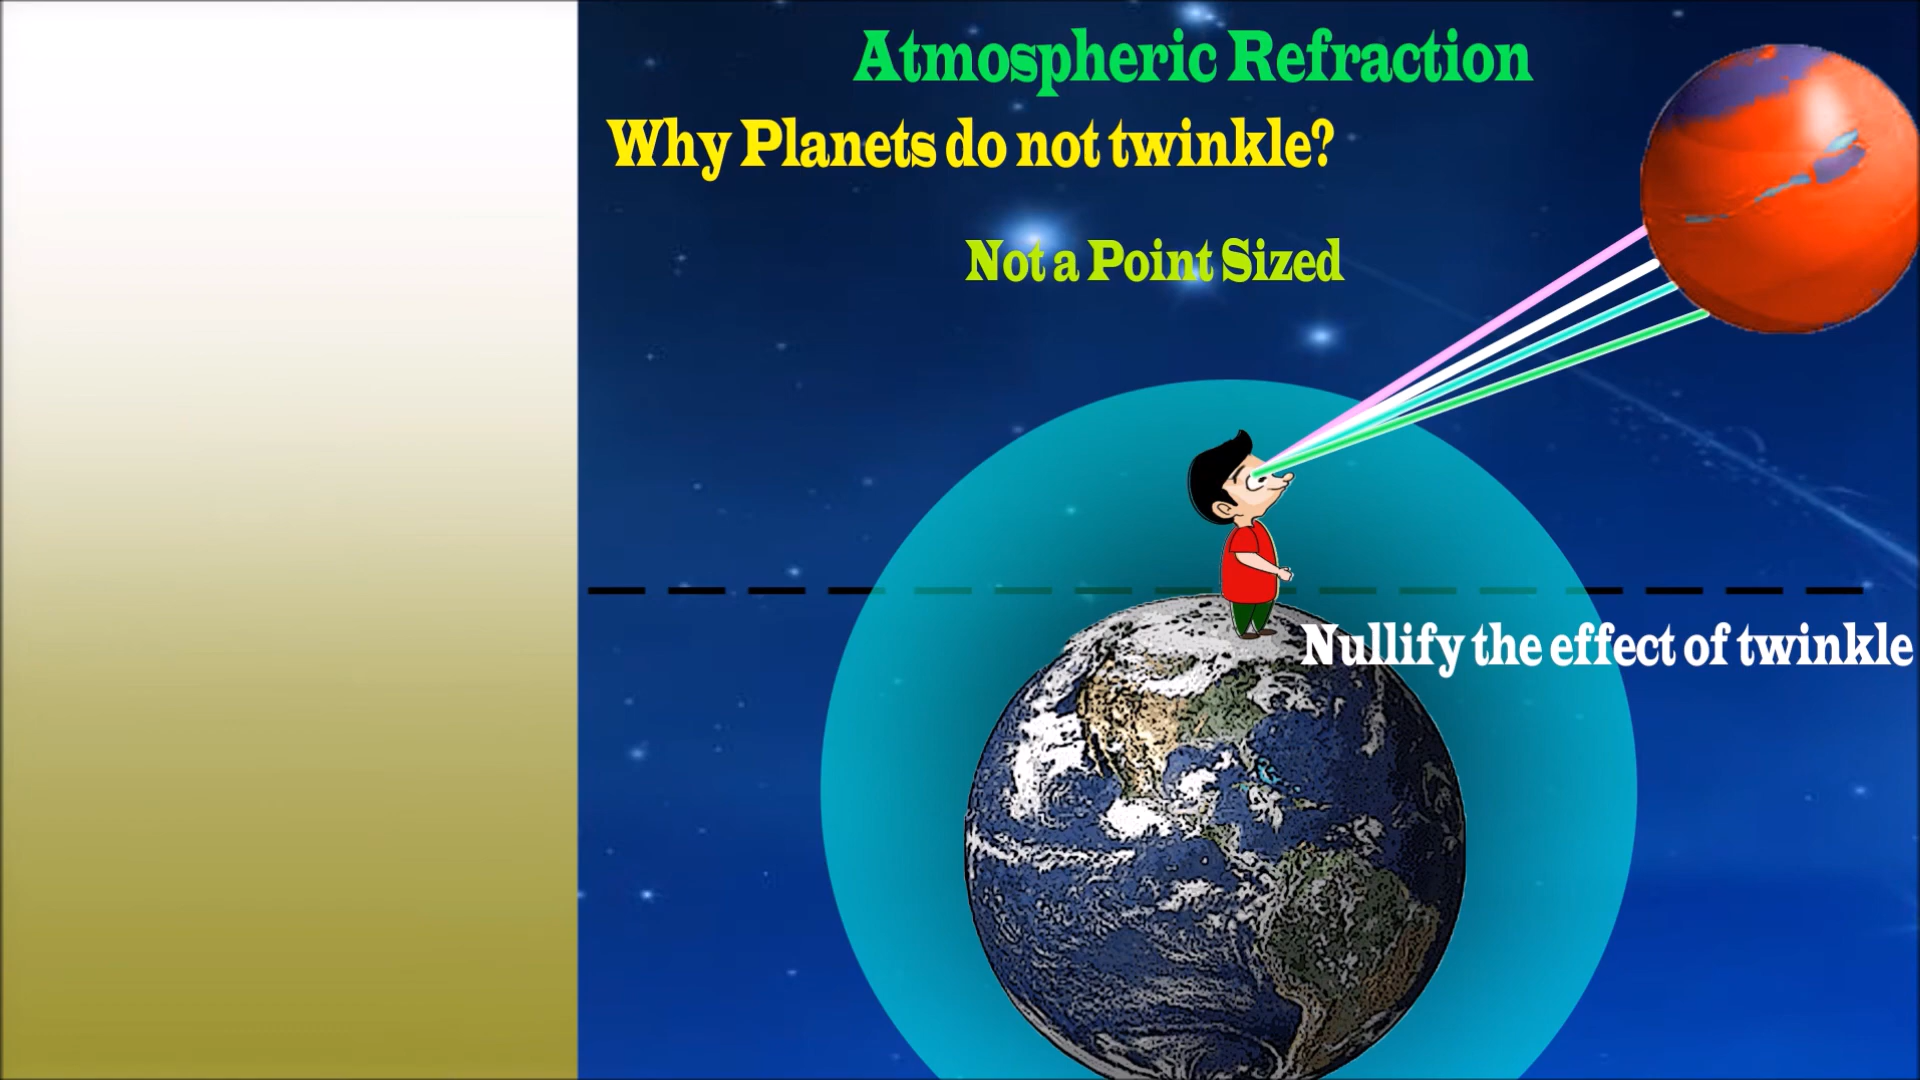 Atmospheric Refraction
Why Planets do not twinkle?
Not a Point Sized
Nullify the effect of twinkle